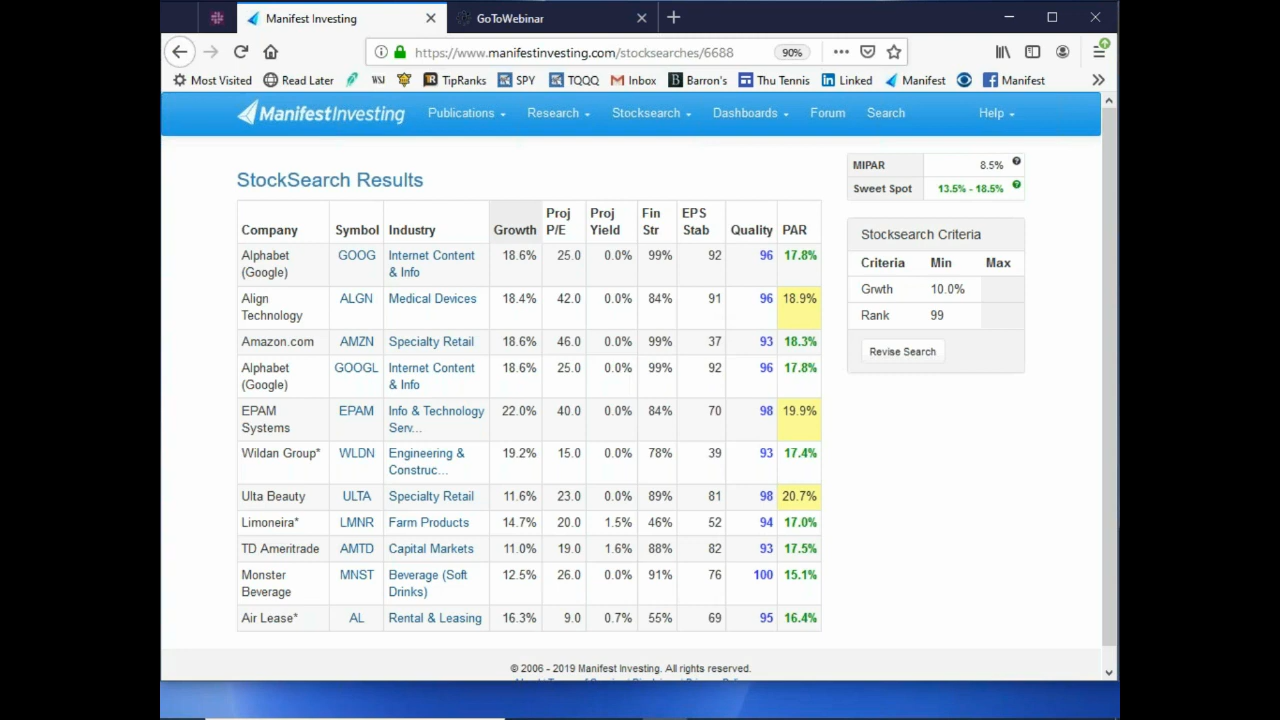 Manifest Investing
GoToWebinar
https://www.manifestinvesting.com/stocksearches/6688
90%
Most Visited
Read Later
WSJ
TipRanks
SPY
TQQQ
Inbox
Barron's
Thu Tennis
Linked
Manifest
Manifest
ManifestInvesting
Publications
Research
Stocksearch
Dashboards
Forum
Search
Help
MIPAR 8.5%
Sweet Spot 13.5% - 18.5%
StockSearch Results
Company Symbol Industry Growth Proj P/E Proj Yield Fin Str EPS Stab Quality PAR
Alphabet (Google) GOOG Internet Content & Info 18.6% 25.0 0.0% 99% 92 96 17.8%
Align Technology ALGN Medical Devices 18.4% 42.0 0.0% 84% 91 96 18.9%
Amazon.com AMZN Specialty Retail 18.6% 46.0 0.0% 99% 37 93 18.3%
Alphabet (Google) GOOGL Internet Content & Info 18.6% 25.0 0.0% 99% 92 96 17.8%
EPAM Systems EPAM Info & Technology Serv... 22.0% 40.0 0.0% 84% 70 98 19.9%
Wildan Group* WLDN Engineering & Construc... 19.2% 15.0 0.0% 78% 39 93 17.4%
Ulta Beauty ULTA Specialty Retail 11.6% 23.0 0.0% 89% 81 98 20.7%
Limoneira* LMNR Farm Products 14.7% 20.0 1.5% 46% 52 94 17.0%
TD Ameritrade AMTD Capital Markets 11.0% 19.0 1.6% 88% 82 93 17.5%
Monster Beverage MNST Beverage (Soft Drinks) 12.5% 26.0 0.0% 91% 76 100 15.1%
Air Lease* AL Rental & Leasing 16.3% 9.0 0.7% 55% 69 95 16.4%
Stocksearch Criteria
Criteria Min Max
Grwth 10.0%
Rank 99
Revise Search
© 2006 - 2019 Manifest Investing. All rights reserved.